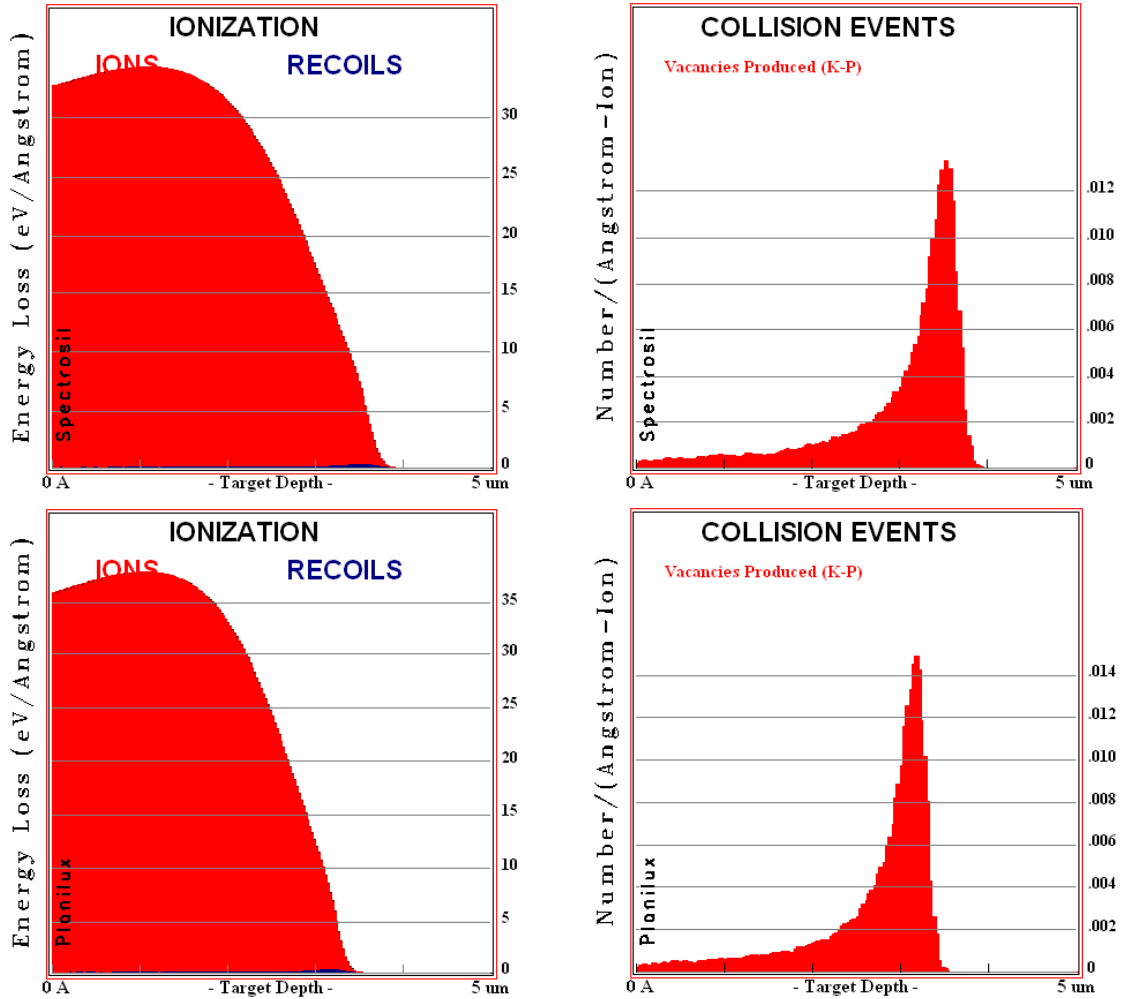 IONIZATION
IONS RECOILS
Energy Loss (eV/Angstrom)
30
25
20
15
10
5
0
Spectrosil
0 A - Target Depth - 5 um
COLLISION EVENTS
Vacancies Produced (K-P)
Number/(Angstrom-Ion)
.012
.010
.008
.006
.004
.002
0
Spectrosil
0 A - Target Depth - 5 um
IONIZATION
IONS RECOILS
Energy Loss (eV/Angstrom)
35
30
25
20
15
10
5
0
Planilux
0 A - Target Depth - 5 um
COLLISION EVENTS
Vacancies Produced (K-P)
Number/(Angstrom-Ion)
.014
.012
.010
.008
.006
.004
.002
0
Planilux
0 A - Target Depth - 5 um